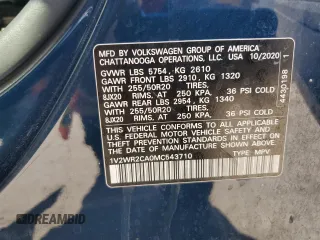 MFD. BY VOLKSWAGEN GROUP OF AMERICA
CHATTANOOGA OPERATIONS, LLC. USA 10/2020
GVWR LBS 5754, KG 2610
GAWR FRONT LBS 2910, KG 1320
WITH 255/50R20 TIRES,
8JX20 RIMS, AT 250 KPA, 36 PSI COLD
GAWR REAR LBS 2954, KG 1340
WITH 255/50R20 TIRES,
8JX20 RIMS, AT 250 KPA, 36 PSI COLD
THIS VEHICLE CONFORMS TO ALL APPLICABLE
U.S. FEDERAL MOTOR VEHICLE SAFETY
STANDARDS IN EFFECT ON THE DATE OF
MANUFACTURE SHOWN ABOVE.
1V2WR2CA0MC543710 TYPE: MPV
4430198 1
DREAMBID